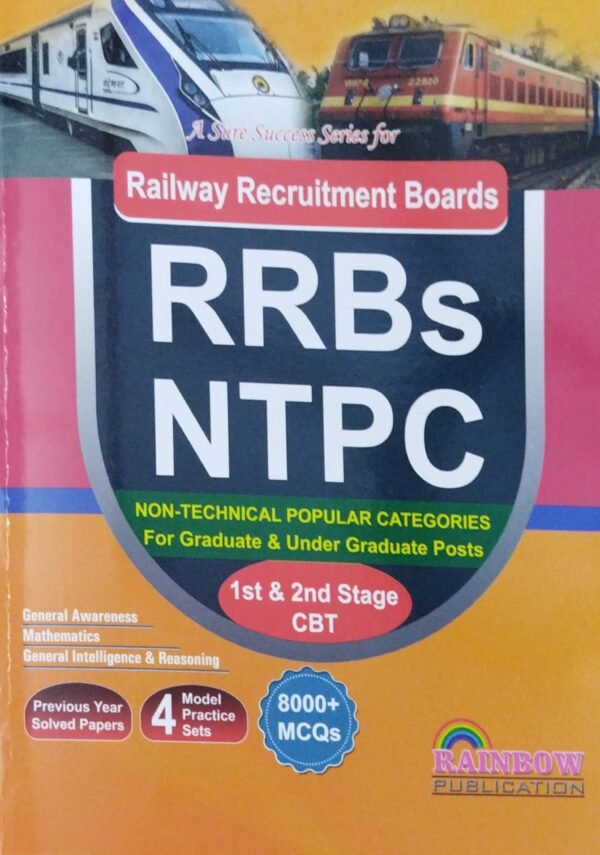 A Sure Success Series for
Railway Recruitment Boards
RRBs
NTPC
NON-TECHNICAL POPULAR CATEGORIES
For Graduate & Under Graduate Posts
1st & 2nd Stage
CBT
General Awareness
Mathematics
General Intelligence & Reasoning
Previous Year
Solved Papers
4 Model
Practice
Sets
8000+
MCQs
RAINBOW
PUBLICATION